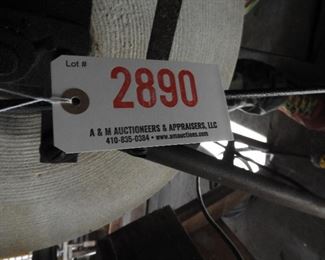 Lot #
2890
A & M AUCTIONEERS & APPRAISERS, LLC
410-835-0384 • www.amauctions.com